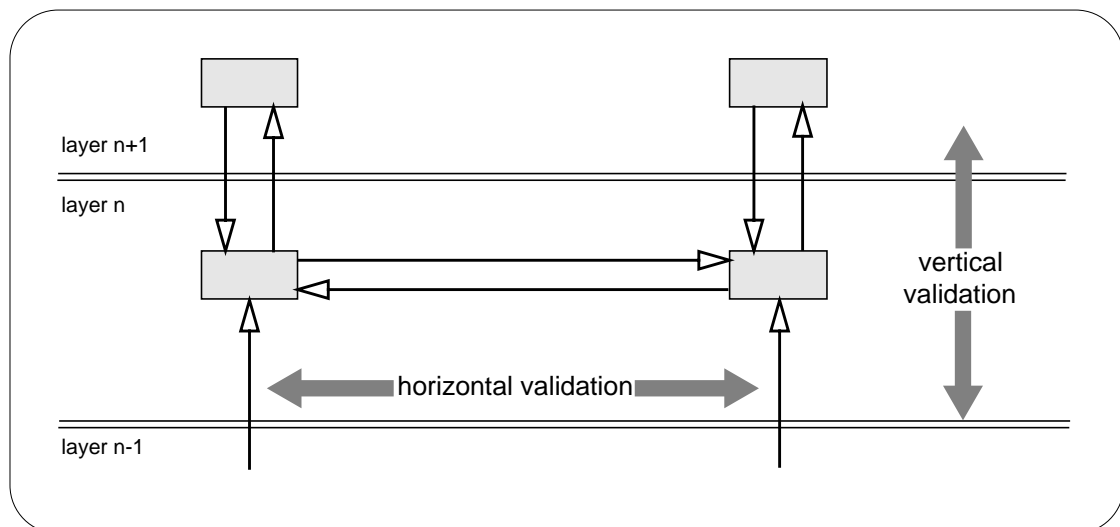 layer n+1
layer n
vertical
validation
horizontal validation
layer n-1